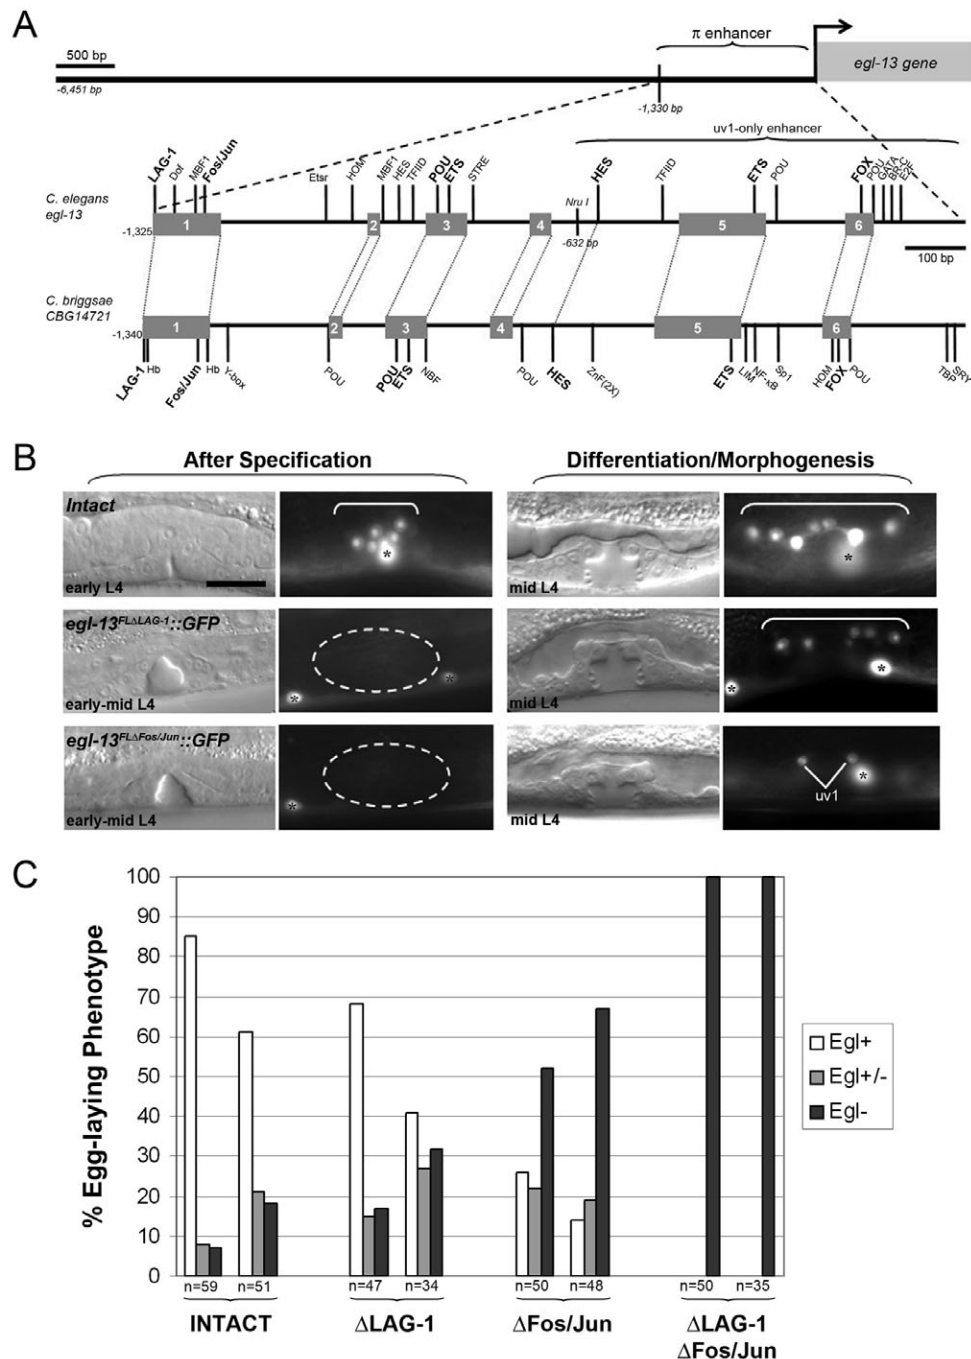 A
500 bp
-6,451 bp
π enhancer
-1,330 bp
egl-13 gene
uv1-only enhancer
C. elegans
egl-13
-1,325
LAG-1
Dof
MBF1
Fos/Jun
Etsr
HOM
MBF1
HES
TFIID
POU
ETS
STRE
Nru I
-632 bp
HES
TFIID
ETS
POU
FOX
POU
GATA
BR-C
E2F
1
2
3
4
5
6
100 bp
C. briggsae
CBG14721
-1,340
1
2
3
4
5
6
LAG-1
Hb
Fos/Jun
Hb
Y-box
POU
POU
ETS
NBF
POU
HES
ZnF(2X)
ETS
LIM
NF-κB
Sp1
HOM
FOX
POU
TBP
SRY
B
After Specification
Differentiation/Morphogenesis
Intact
early L4
*
mid L4
*
egl-13FLΔLAG-1::GFP
early-mid L4
*
*
mid L4
*
*
egl-13FLΔFos/Jun::GFP
early-mid L4
*
mid L4
uv1
*
C
% Egg-laying Phenotype
100
90
80
70
60
50
40
30
20
10
0
n=59
n=51
n=47
n=34
n=50
n=48
n=50
n=35
INTACT
ΔLAG-1
ΔFos/Jun
ΔLAG-1
ΔFos/Jun
Egl+
Egl+/-
Egl-